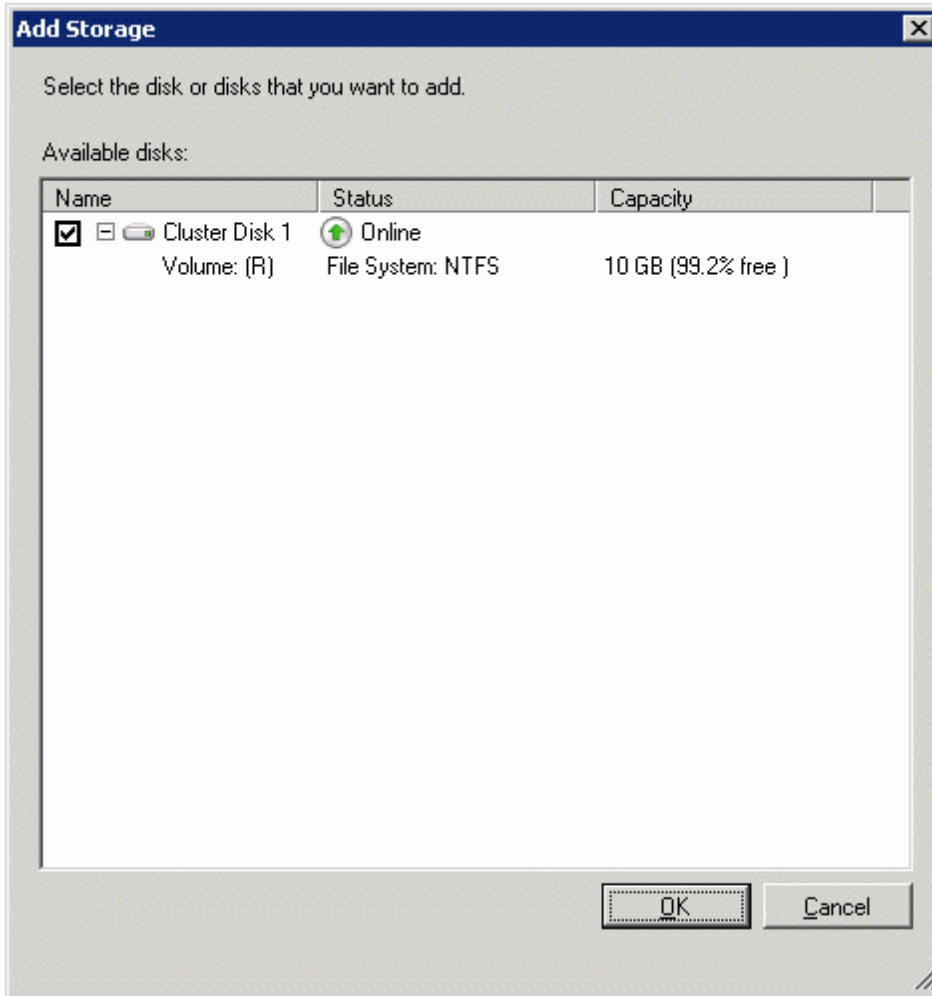 Add Storage
Select the disk or disks that you want to add.
Available disks:
Name Status Capacity
Cluster Disk 1 Online
Volume: (R) File System: NTFS 10 GB (99.2% free )
OK Cancel